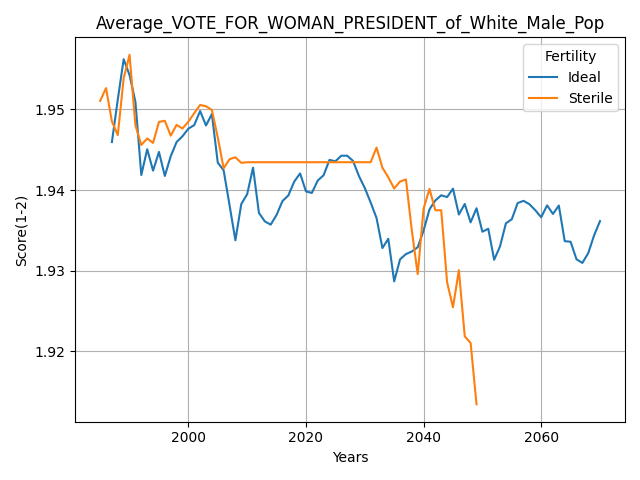 Average_VOTE_FOR_WOMAN_PRESIDENT_of_White_Male_Pop
Fertility
Ideal
Sterile
Score(1-2)
1.95
1.94
1.93
1.92
2000 2020 2040 2060
Years